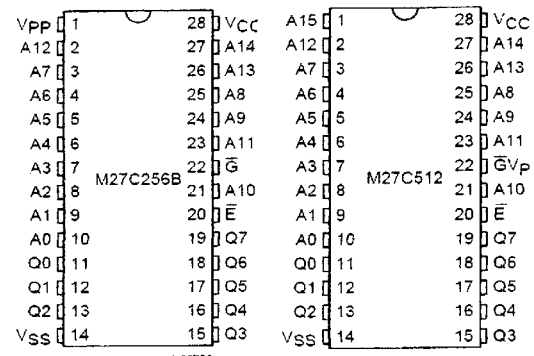 VPP 1 28 VCC A15 1 28 VCC
A12 2 27 A14 A12 2 27 A14
A7 3 26 A13 A7 3 26 A13
A6 4 25 A8 A6 4 25 A8
A5 5 24 A9 A5 5 24 A9
A4 6 23 A11 A4 6 23 A11
A3 7 22 G̅ A3 7 22 G̅VP
M27C256B M27C512
A2 8 21 A10 A2 8 21 A10
A1 9 20 E̅ A1 9 20 E̅
A0 10 19 Q7 A0 10 19 Q7
Q0 11 18 Q6 Q0 11 18 Q6
Q1 12 17 Q5 Q1 12 17 Q5
Q2 13 16 Q4 Q2 13 16 Q4
VSS 14 15 Q3 VSS 14 15 Q3